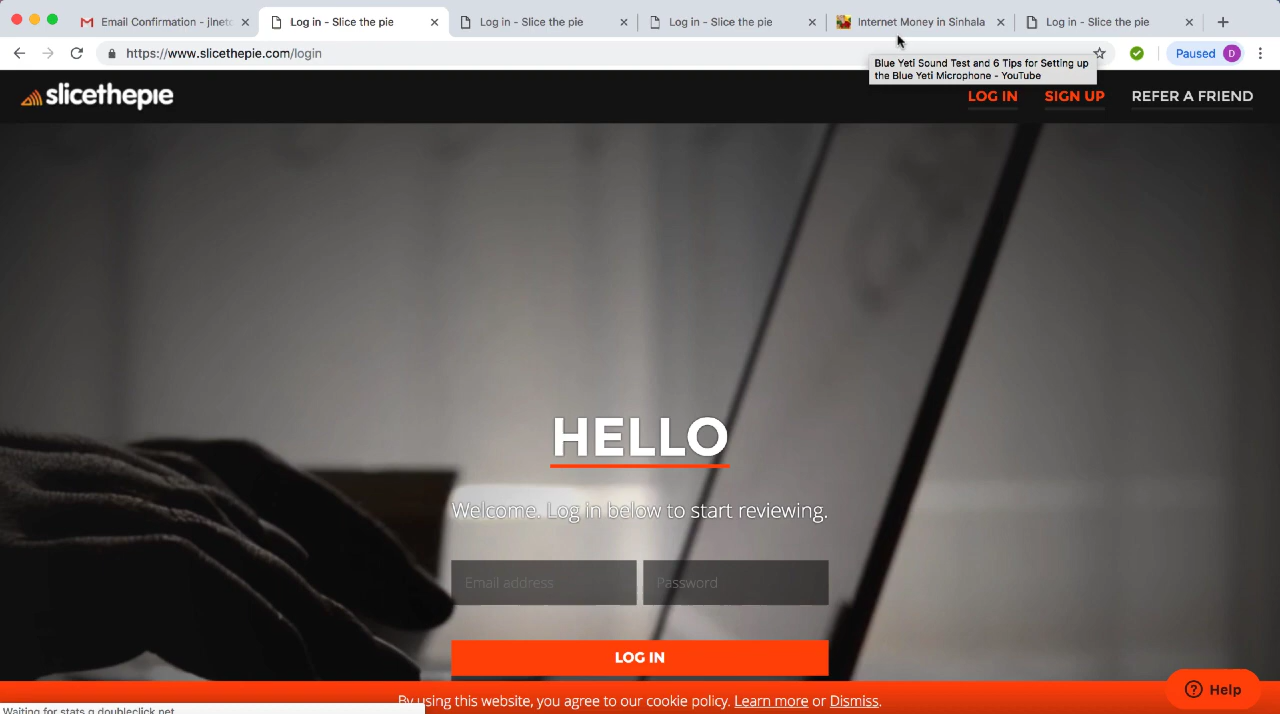 Email Confirmation - jlnetc
Log in - Slice the pie
Log in - Slice the pie
Log in - Slice the pie
Internet Money in Sinhala
Log in - Slice the pie
https://www.slicethepie.com/login
Paused
D
Blue Yeti Sound Test and 6 Tips for Setting up
the Blue Yeti Microphone - YouTube
slicethepie
LOG IN
SIGN UP
REFER A FRIEND
HELLO
Welcome. Log in below to start reviewing.
Email address
Password
LOG IN
By using this website, you agree to our cookie policy. Learn more or Dismiss.
Help
Waiting for stats.g.doubleclick.net